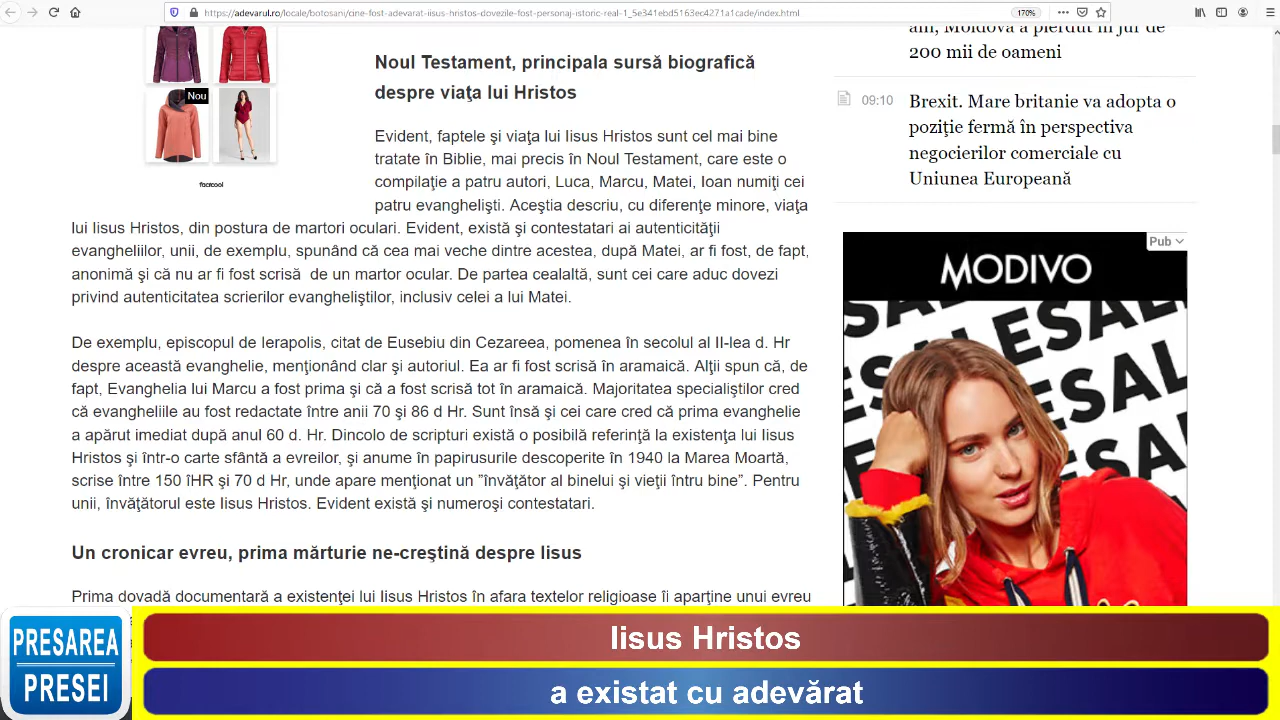 https://adevarul.ro/locale/botosani/cine-fost-adevarat-iisus-hristos-dovezile-fost-personaj-istoric-real-1_5e341ebd5163ec4271a1cade/index.html
170%
Nou
factcool
Noul Testament, principala sursă biografică
despre viaţa lui Hristos
Evident, faptele şi viaţa lui Iisus Hristos sunt cel mai bine
tratate în Biblie, mai precis în Noul Testament, care este o
compilaţie a patru autori, Luca, Marcu, Matei, Ioan numiţi cei
patru evanghelişti. Aceştia descriu, cu diferenţe minore, viaţa
lui Iisus Hristos, din postura de martori oculari. Evident, există şi contestatari ai autenticităţii
evangheliilor, unii, de exemplu, spunând că cea mai veche dintre acestea, după Matei, ar fi fost, de fapt,
anonimă şi că nu ar fi fost scrisă  de un martor ocular. De partea cealaltă, sunt cei care aduc dovezi
privind autenticitatea scrierilor evangheliştilor, inclusiv celei a lui Matei.
De exemplu, episcopul de Ierapolis, citat de Eusebiu din Cezareea, pomenea în secolul al II-lea d. Hr
despre această evanghelie, menţionând clar şi autoriul. Ea ar fi fost scrisă în aramaică. Alţii spun că, de
fapt, Evanghelia lui Marcu a fost prima şi că a fost scrisă tot în aramaică. Majoritatea specialiştilor cred
că evangheliile au fost redactate între anii 70 şi 86 d Hr. Sunt însă şi cei care cred că prima evanghelie
a apărut imediat după anul 60 d. Hr. Dincolo de scripturi există o posibilă referinţă la existenţa lui Iisus
Hristos şi într-o carte sfântă a evreilor, şi anume în papirusurile descoperite în 1940 la Marea Moartă,
scrise între 150 îHR şi 70 d Hr, unde apare menţionat un ”învăţător al binelui şi vieţii întru bine”. Pentru
unii, învăţătorul este Iisus Hristos. Evident există şi numeroşi contestatari.
Un cronicar evreu, prima mărturie ne-creştină despre Iisus
Prima dovadă documentară a existenţei lui Iisus Hristos în afara textelor religioase îi aparţine unui evreu
ani, Moldova a pierdut în jur de
200 mii de oameni
09:10
Brexit. Mare britanie va adopta o
poziţie fermă în perspectiva
negocierilor comerciale cu
Uniunea Europeană
Pub
MODIVO
ESALESA
ESALE
SALE
PRESAREA
PRESEI
Iisus Hristos
a existat cu adevărat